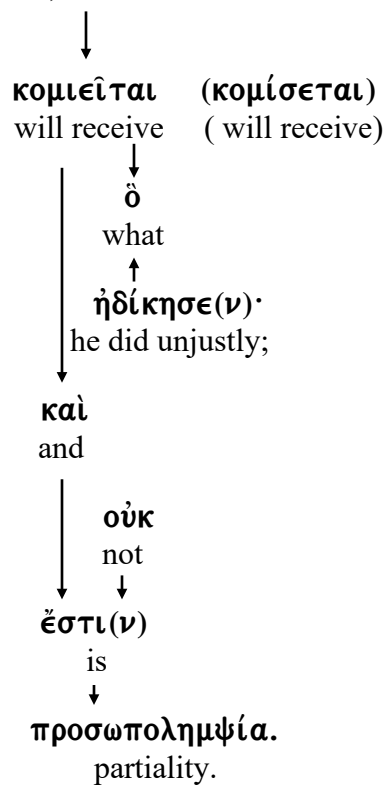 κομιεῖται (κομίσεται)
will receive ( will receive)
ὃ
what
ἠδίκησε(ν)·
he did unjustly;
καὶ
and
οὐκ
not
ἔστι(ν)
is
προσωπολημψία.
partiality.